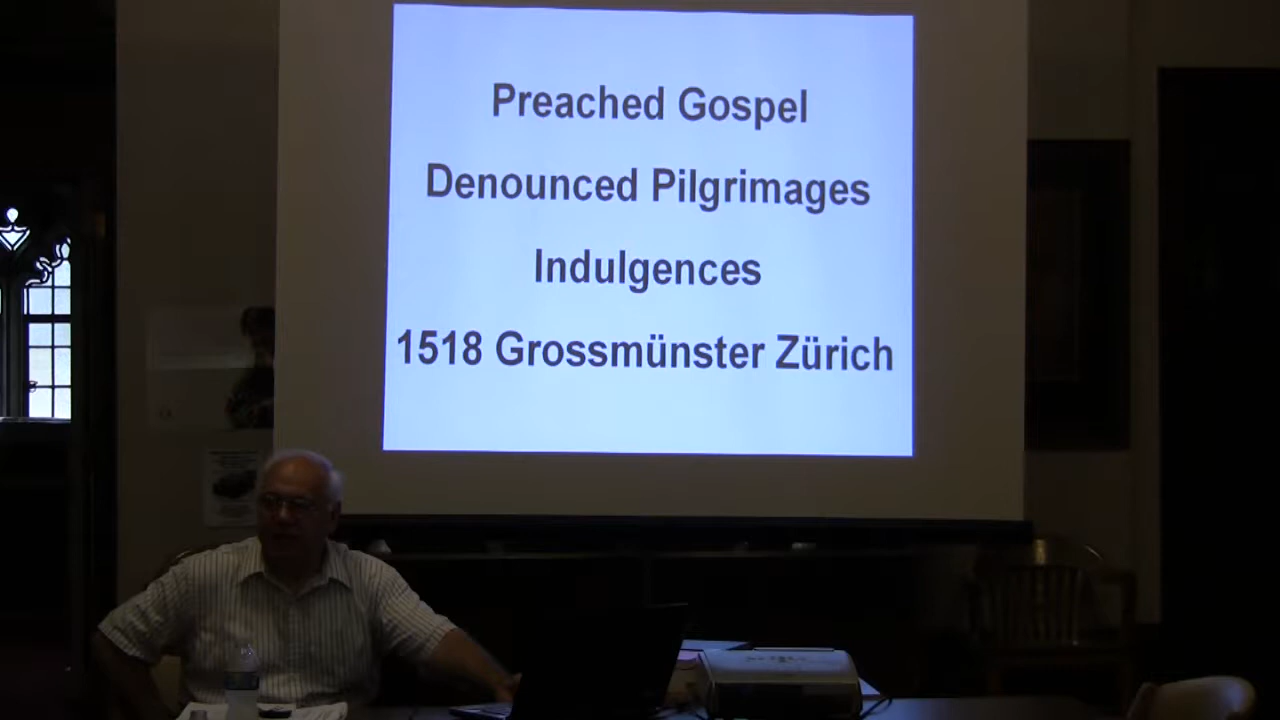 Preached Gospel
Denounced Pilgrimages
Indulgences
1518 Grossmünster Zürich